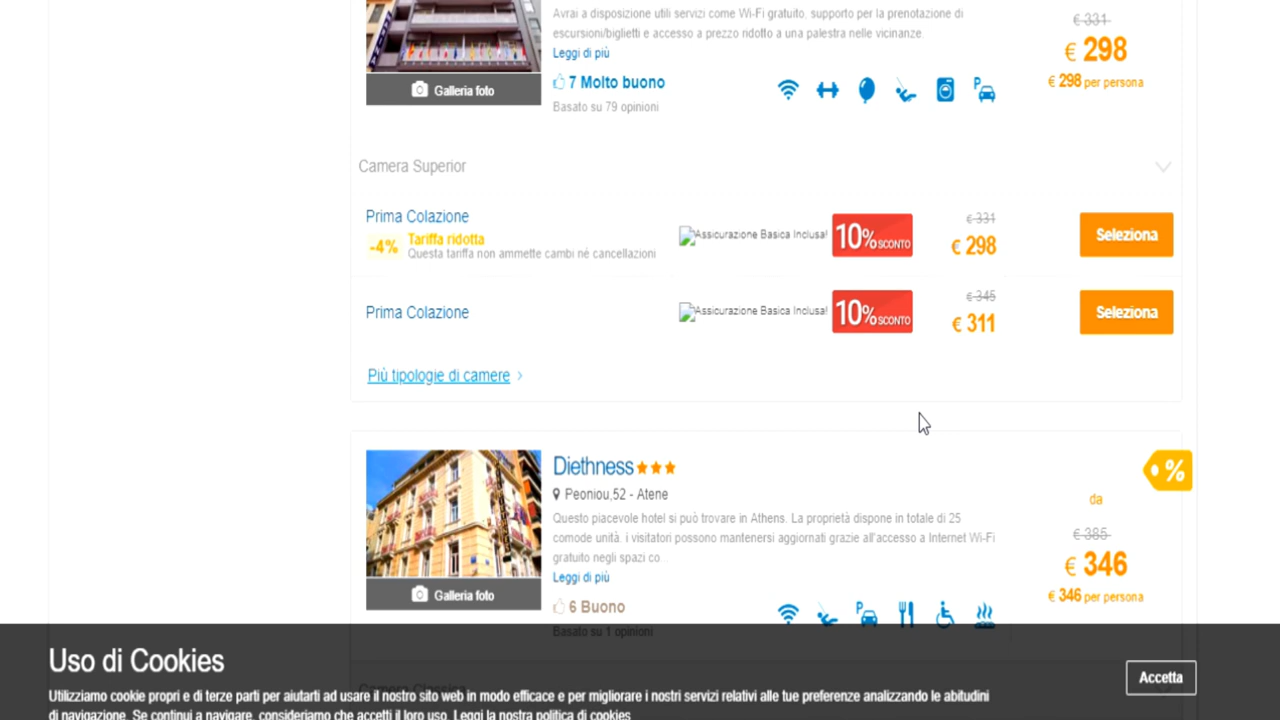 Avrai a disposizione utili servizi come Wi-Fi gratuito, supporto per la prenotazione di
escursioni/biglietti e accesso a prezzo ridotto a una palestra nelle vicinanze.
Leggi di più
7 Molto buono
Basato su 79 opinioni
Galleria foto
€ 331
€ 298
€ 298 per persona
P
Camera Superior
Prima Colazione
-4% Tariffa ridotta
Questa tariffa non ammette cambi né cancellazioni
Assicurazione Basica Inclusa!
10% SCONTO
€ 331
€ 298
Seleziona
Prima Colazione
Assicurazione Basica Inclusa!
10% SCONTO
€ 345
€ 311
Seleziona
Più tipologie di camere
Diethness
Peoniou,52 - Atene
Questo piacevole hotel si può trovare in Athens. La proprietà dispone in totale di 25
comode unità. i visitatori possono mantenersi aggiornati grazie all'accesso a Internet Wi-Fi
gratuito negli spazi co...
Leggi di più
6 Buono
Basato su 1 opinioni
Galleria foto
%
da
€ 385
€ 346
€ 346 per persona
P
Uso di Cookies
Utilizziamo cookie propri e di terze parti per aiutarti ad usare il nostro sito web in modo efficace e per migliorare i nostri servizi relativi alle tue preferenze analizzando le abitudini
di navigazione. Se continui a navigare, consideriamo che accetti il loro uso. Leggi la nostra politica di cookies
Accetta